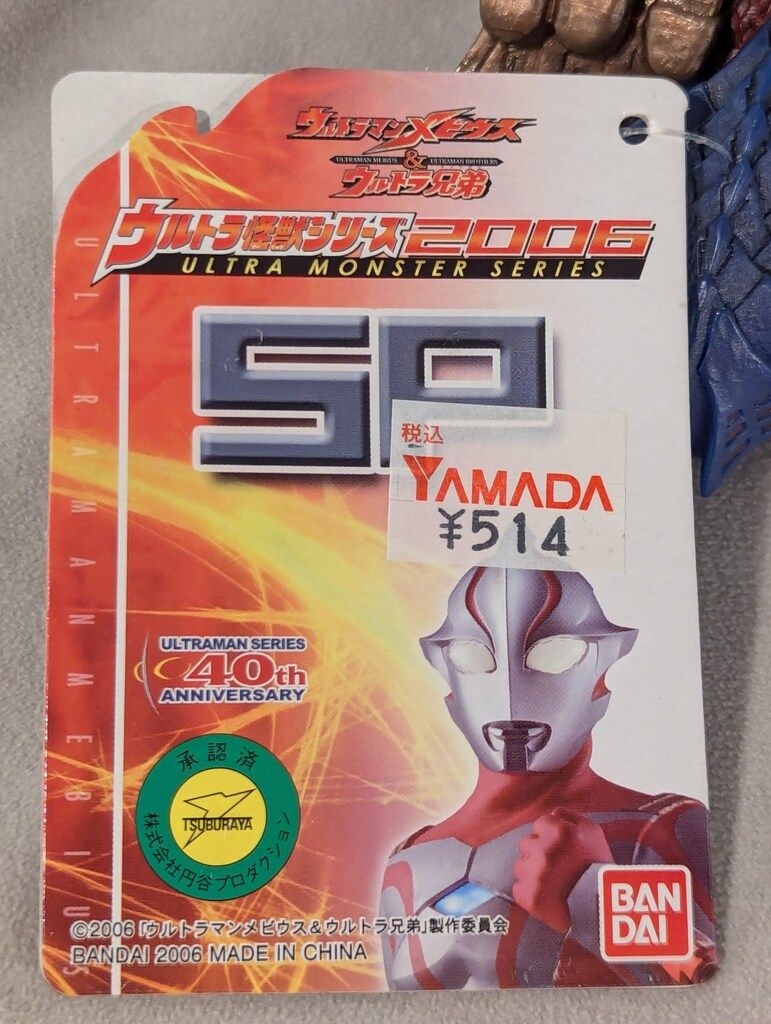 ウルトラマンメビウス
ULTRAMAN MEBIUS & ULTRAMAN BROTHERS
ウルトラ兄弟
ウルトラ怪獣シリーズ2006
ULTRA MONSTER SERIES
SP
税込
YAMADA
¥514
ULTRAMAN MEBIUS
ULTRAMAN SERIES
40th
ANNIVERSARY
承認済
TSUBURAYA
株式会社円谷プロダクション
BAN
DAI
©2006「ウルトラマンメビウス&ウルトラ兄弟」製作委員会
BANDAI 2006 MADE IN CHINA